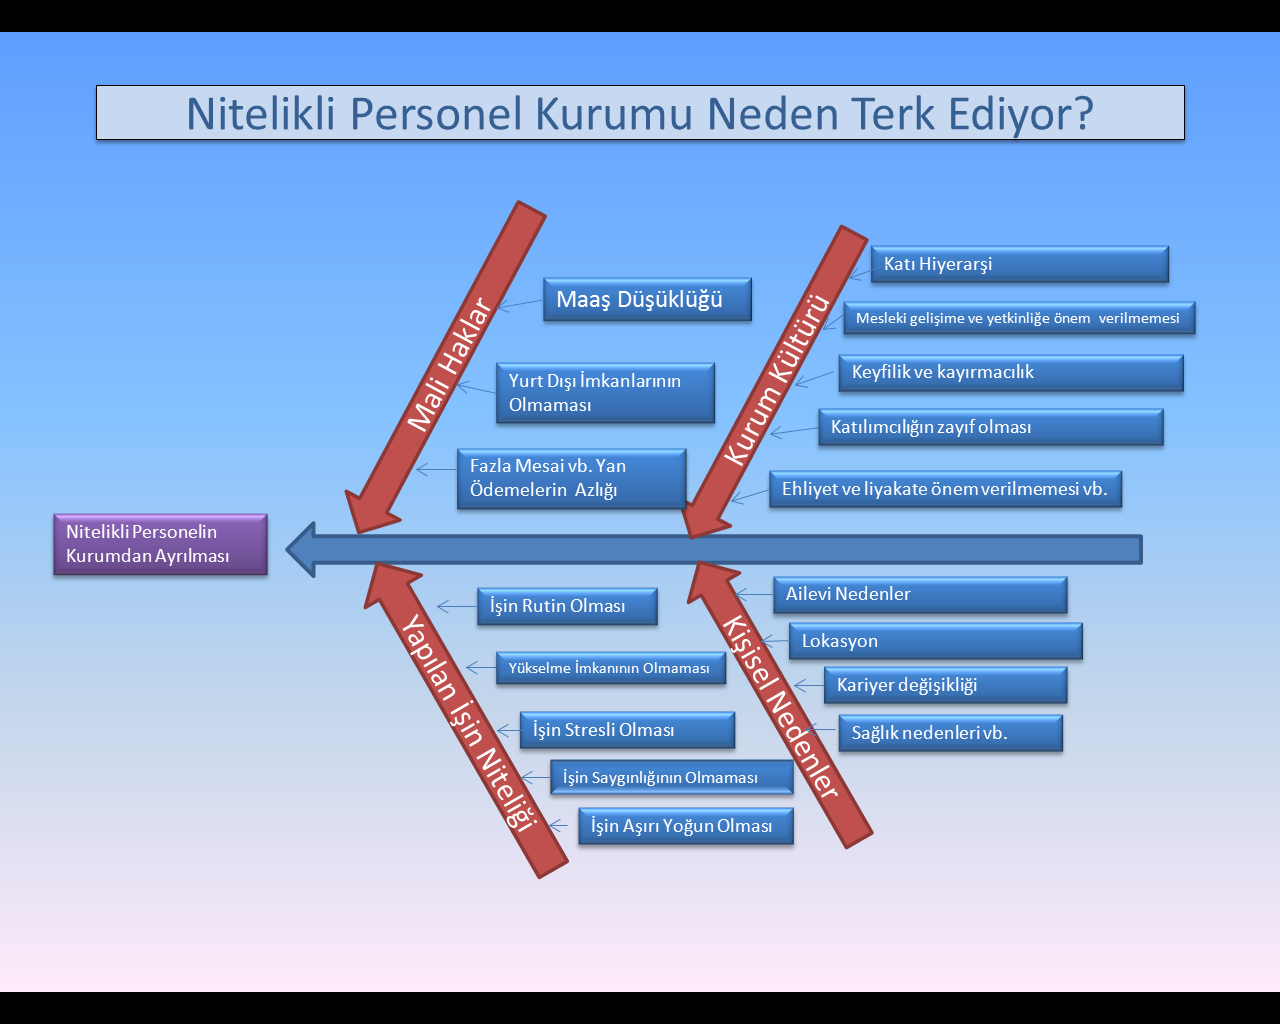 Nitelikli Personel Kurumu Neden Terk Ediyor?
Mali Haklar
Maaş Düşüklüğü
Yurt Dışı İmkanlarının
Olmaması
Fazla Mesai vb. Yan
Ödemelerin Azlığı
Kurum Kültürü
Katı Hiyerarşi
Mesleki gelişime ve yetkinliğe önem verilmemesi
Keyfilik ve kayırmacılık
Katılımcılığın zayıf olması
Ehliyet ve liyakate önem verilmemesi vb.
Nitelikli Personelin
Kurumdan Ayrılması
Yapılan İşin Niteliği
İşin Rutin Olması
Yükselme İmkanının Olmaması
İşin Stresli Olması
İşin Saygınlığının Olmaması
İşin Aşırı Yoğun Olması
Kişisel Nedenler
Ailevi Nedenler
Lokasyon
Kariyer değişikliği
Sağlık nedenleri vb.